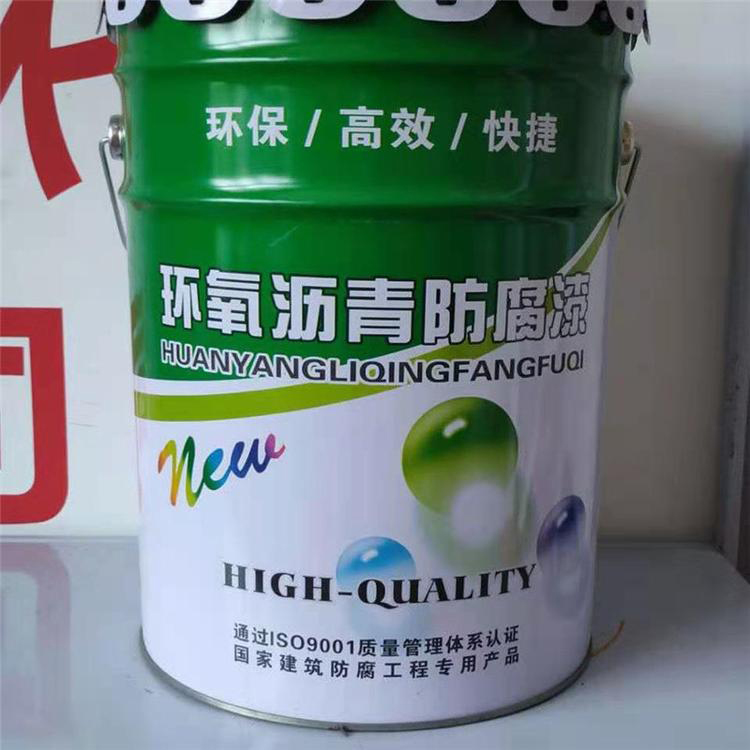 环保/高效/快捷
环氧沥青防腐漆
HUANYANGLIQINGFANGFUQI
new
HIGH-QUALITY
通过ISO9001质量管理体系认证
国家建筑防腐工程专用产品